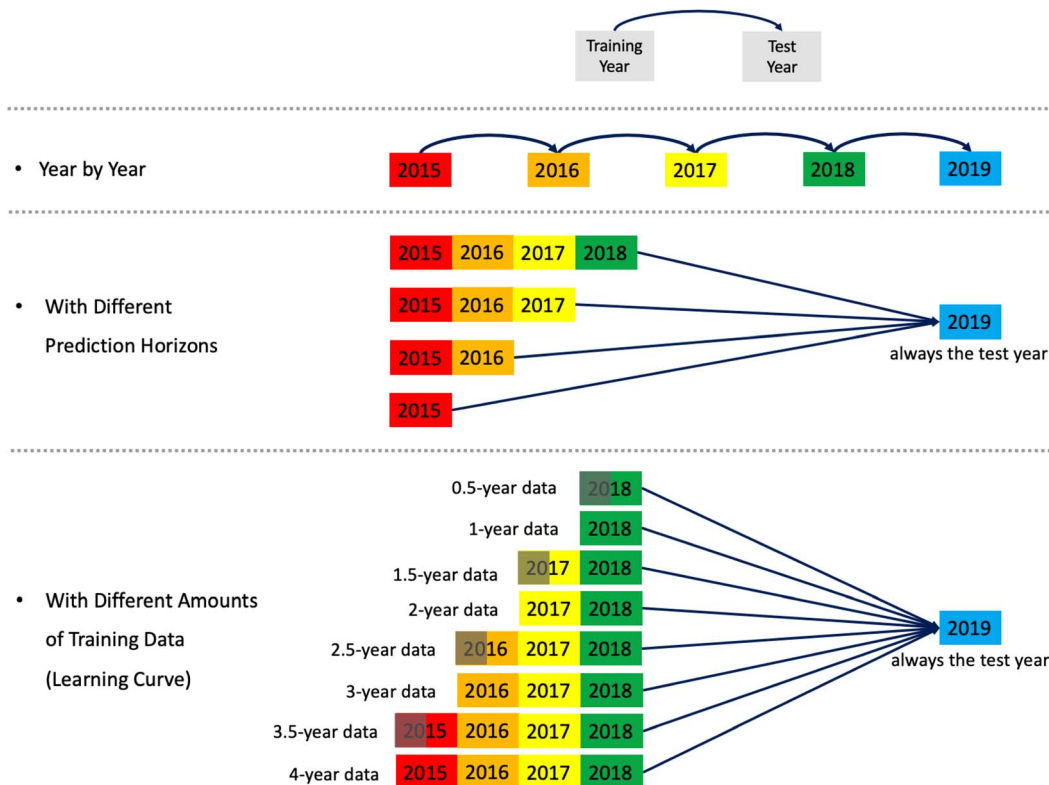 Training
Year
Test
Year
• Year by Year
2015 2016 2017 2018 2019
2015 2016 2017 2018
• With Different
Prediction Horizons
2015 2016 2017
2015 2016
2015
2019
always the test year
• With Different Amounts
of Training Data
(Learning Curve)
0.5-year data 2018
1-year data 2018
1.5-year data 2017 2018
2-year data 2017 2018
2.5-year data 2016 2017 2018
3-year data 2016 2017 2018
3.5-year data 2015 2016 2017 2018
4-year data 2015 2016 2017 2018
2019
always the test year